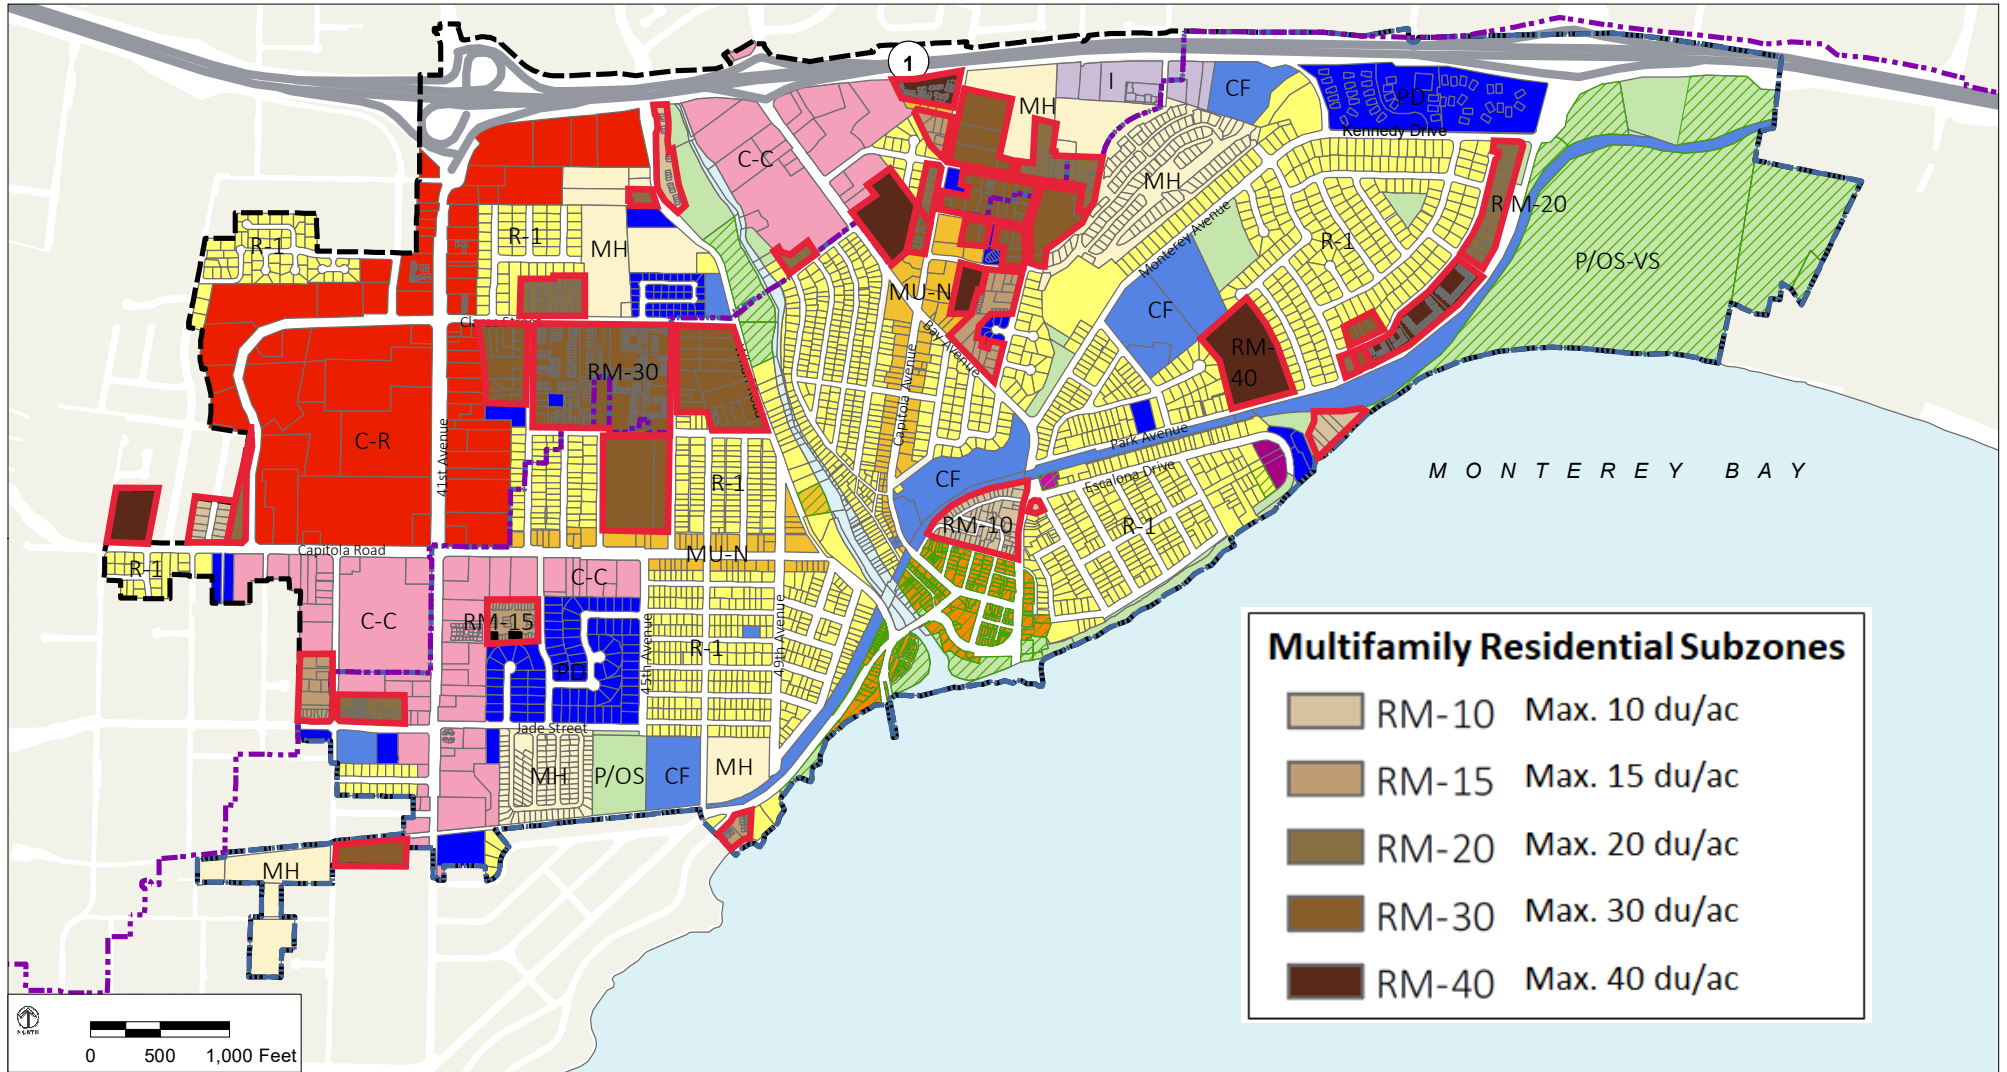 1
I
CF
PD
MH
Kennedy Drive
C-C
MH
RM-20
R-1
R-1
MH
Monterey Avenue
R-1
P/OS-VS
MU-N
CF
Bay Avenue
RM-30
RM-
40
Capitola Avenue
C-R
41st Avenue
Park Avenue
MONTEREY BAY
R-1
CF
Escalona Drive
RM-10
R-1
Capitola Road
MU-N
R-1
C-C
C-C
RM-15
45th Avenue
R-1
49th Avenue
PD
Jade Street
MH
P/OS
CF
MH
MH
Multifamily Residential Subzones
RM-10 Max. 10 du/ac
RM-15 Max. 15 du/ac
RM-20 Max. 20 du/ac
RM-30 Max. 30 du/ac
RM-40 Max. 40 du/ac
NORTH
0 500 1,000 Feet